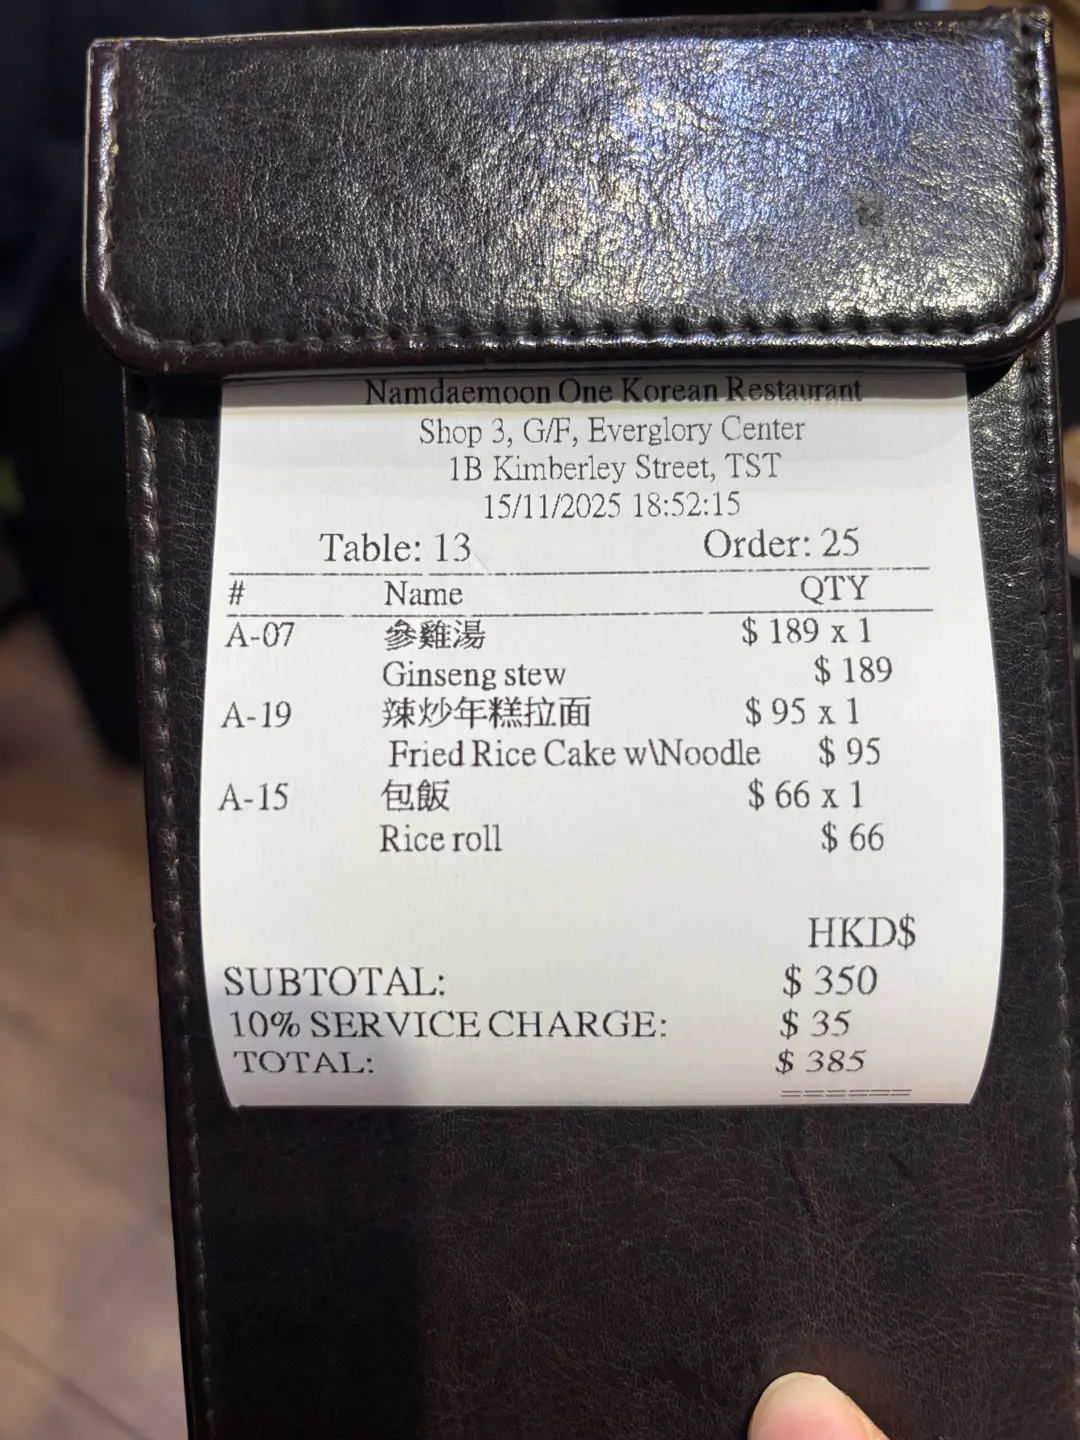 Namdaemoon One Korean Restaurant
Shop 3, G/F, Everglory Center
1B Kimberley Street, TST
15/11/2025 18:52:15
Table: 13 Order: 25
# Name QTY
A-07 參雞湯 $ 189 x 1
Ginseng stew $ 189
A-19 辣炒年糕拉面 $ 95 x 1
Fried Rice Cake w\Noodle $ 95
A-15 包飯 $ 66 x 1
Rice roll $ 66
HKD$
SUBTOTAL: $ 350
10% SERVICE CHARGE: $ 35
TOTAL: $ 385
======